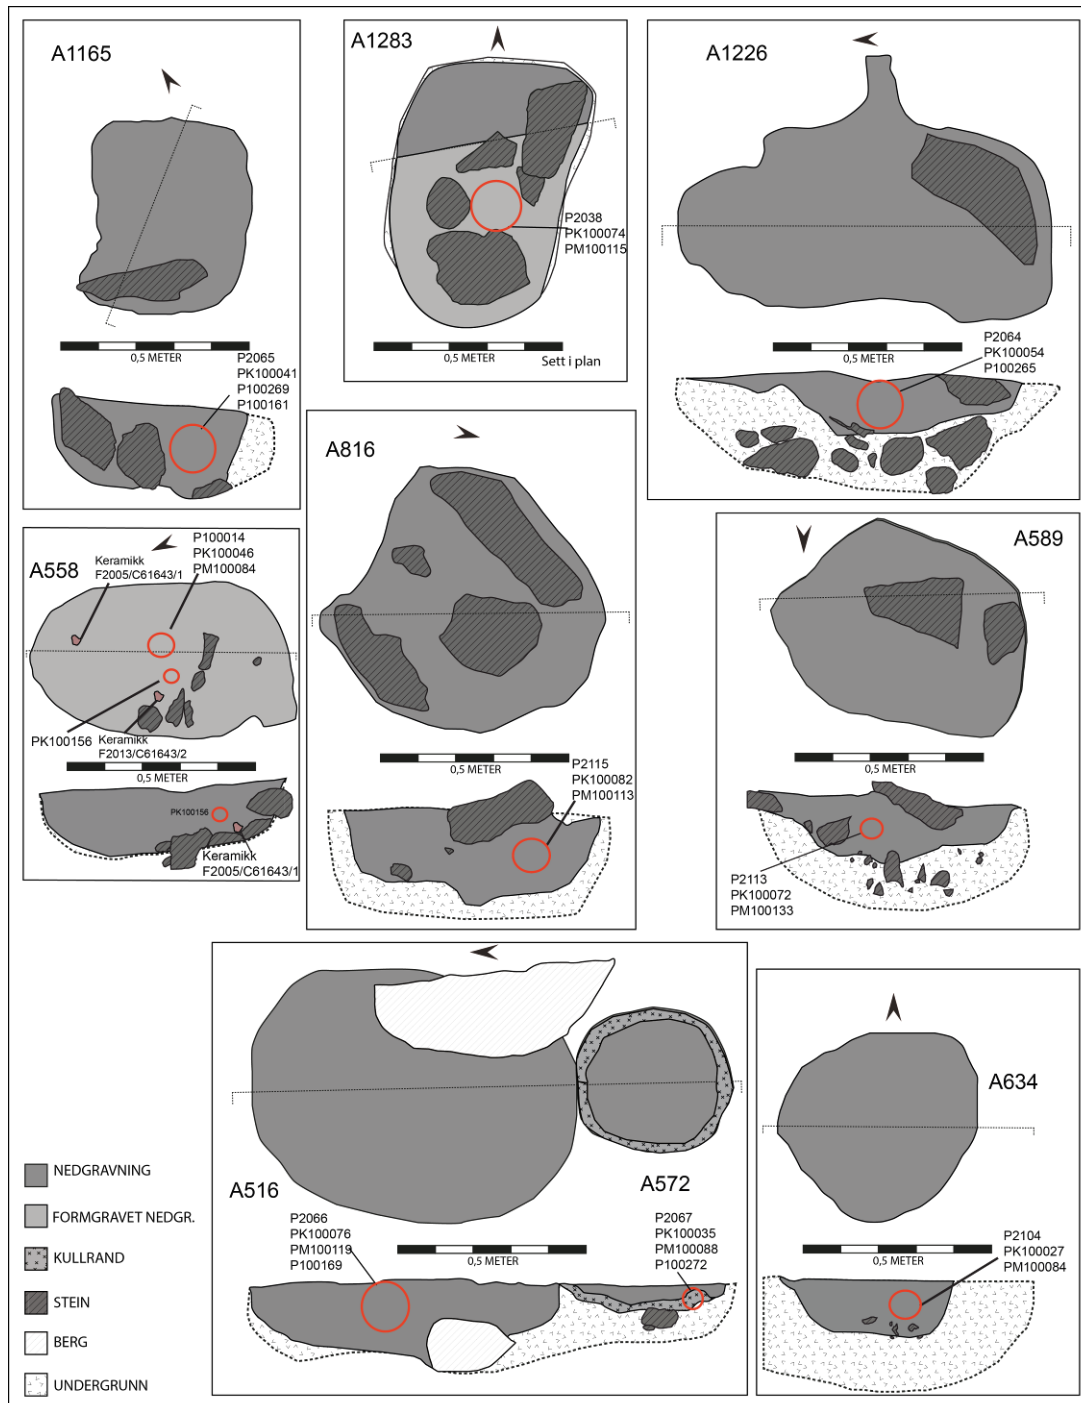 A1165
0,5 METER
P2065
PK100041
P100269
P100161
A1283
P2038
PK100074
PM100115
0,5 METER
Sett i plan
A1226
P2064
PK100054
P100265
0,5 METER
A558
Keramikk
F2005/C61643/1
P100014
PK100046
PM100084
PK100156
Keramikk
F2013/C61643/2
0,5 METER
PK100156
Keramikk
F2005/C61643/1
A816
0,5 METER
P2115
PK100082
PM100113
A589
0,5 METER
P2113
PK100072
PM100133
A516
A572
P2066
PK100076
PM100119
P100169
P2067
PK100035
PM100088
P100272
0,5 METER
A634
P2104
PK100027
PM100084
0,5 METER
NEDGRAVNING
FORMGRAVET NEDGR.
KULLRAND
STEIN
BERG
UNDERGRUNN